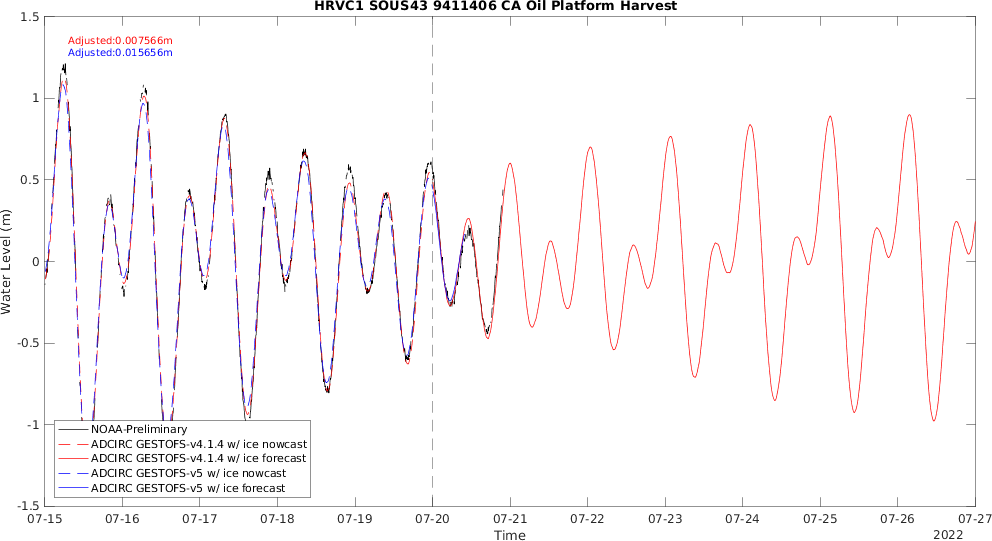 HRVC1 SOUS43 9411406 CA Oil Platform Harvest
Adjusted:0.007566m
Adjusted:0.015656m
1.5
1
0.5
0
-0.5
-1
-1.5
Water Level (m)
NOAA-Preliminary
ADCIRC GESTOFS-v4.1.4 w/ ice nowcast
ADCIRC GESTOFS-v4.1.4 w/ ice forecast
ADCIRC GESTOFS-v5 w/ ice nowcast
ADCIRC GESTOFS-v5 w/ ice forecast
07-15 07-16 07-17 07-18 07-19 07-20 07-21 07-22 07-23 07-24 07-25 07-26 07-27
Time
2022